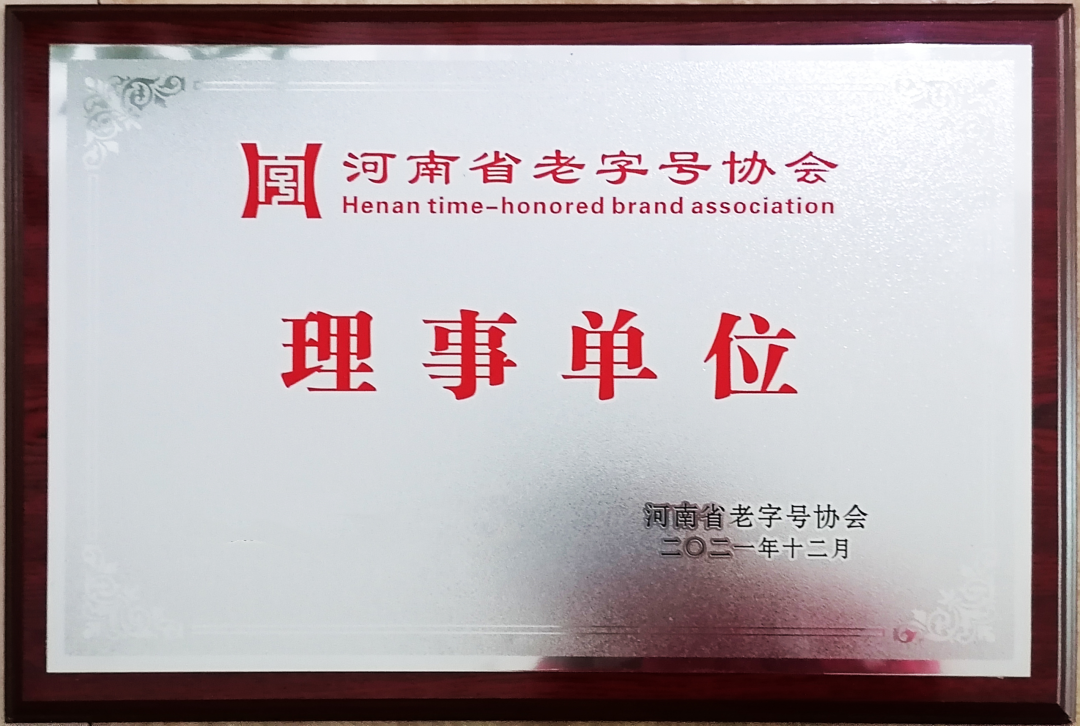 河南省老字号协会
Henan time-honored brand association
理事单位
河南省老字号协会
二〇二一年十二月